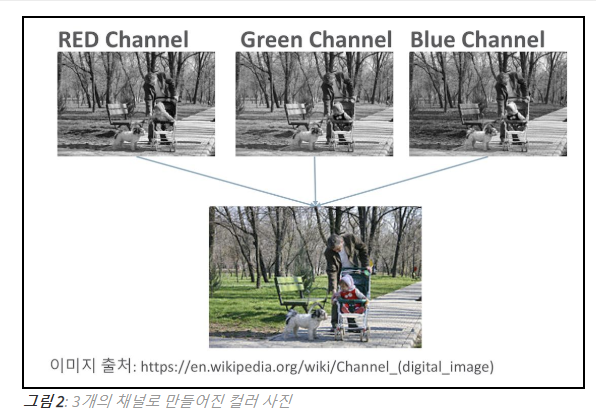 RED Channel Green Channel Blue Channel
이미지 출처: https://en.wikipedia.org/wiki/Channel_(digital_image)
그림 2: 3개의 채널로 만들어진 컬러 사진